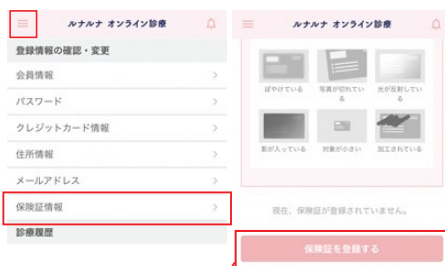 ルナルナ オンライン診療
登録情報の確認・変更
会員情報
パスワード
クレジットカード情報
住所情報
メールアドレス
保険証情報
診療履歴
ルナルナ オンライン診療
ぼやけている
写真が切れている
光が反射している
影が入っている
対象が小さい
加工されている
現在、保険証が登録されていません。
保険証を登録する